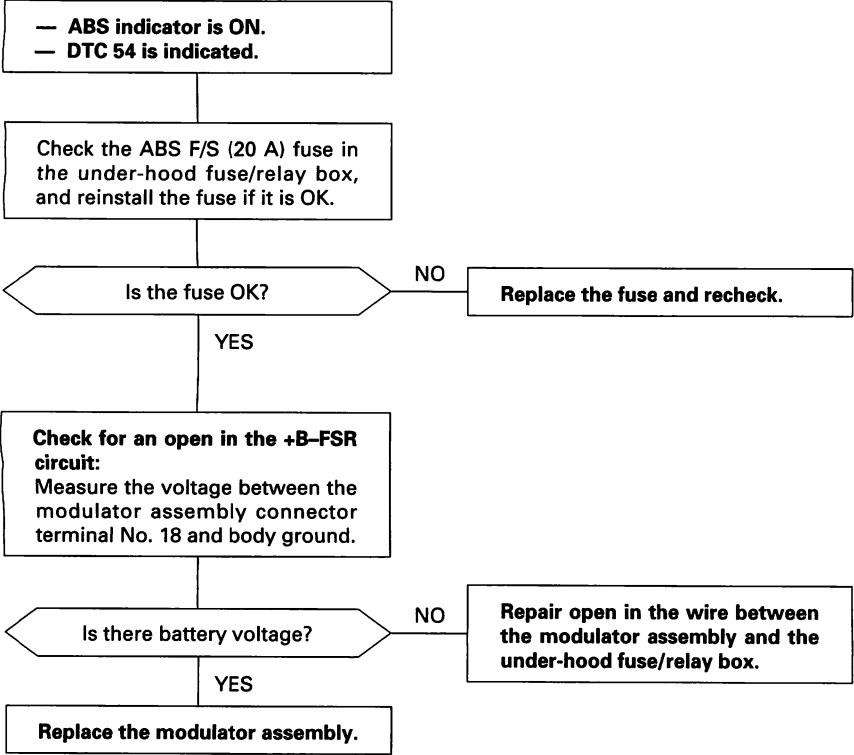 — ABS indicator is ON.
— DTC 54 is indicated.
Check the ABS F/S (20 A) fuse in
the under-hood fuse/relay box,
and reinstall the fuse if it is OK.
Is the fuse OK?
NO
Replace the fuse and recheck.
YES
Check for an open in the +B–FSR
circuit:
Measure the voltage between the
modulator assembly connector
terminal No. 18 and body ground.
Is there battery voltage?
NO
Repair open in the wire between
the modulator assembly and the
under-hood fuse/relay box.
YES
Replace the modulator assembly.